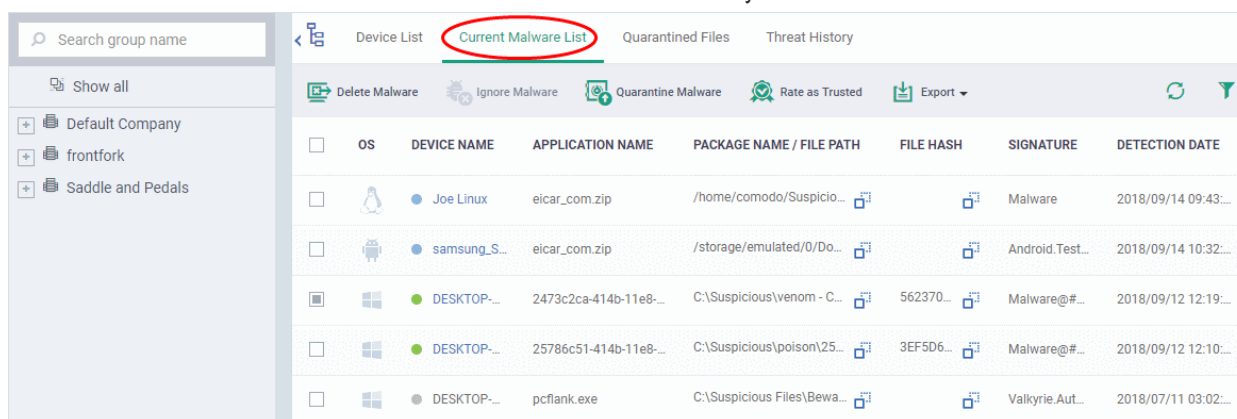 Search group name
Device List Current Malware List Quarantined Files Threat History
Show all
Delete Malware Ignore Malware Quarantine Malware Rate as Trusted Export
Default Company
frontfork
Saddle and Pedals
OS DEVICE NAME APPLICATION NAME PACKAGE NAME / FILE PATH FILE HASH SIGNATURE DETECTION DATE
Joe Linux eicar_com.zip /home/comodo/Suspicio... Malware 2018/09/14 09:43:...
samsung_S... eicar_com.zip /storage/emulated/0/Do... Android.Test... 2018/09/14 10:32:...
DESKTOP-... 2473c2ca-414b-11e8-... C:\Suspicious\venom - C... 562370... Malware@#... 2018/09/12 12:19:...
DESKTOP-... 25786c51-414b-11e8-... C:\Suspicious\poison\25... 3EF5D6... Malware@#... 2018/09/12 12:10:...
DESKTOP-... pcflank.exe C:\Suspicious Files\Bewa... Valkyrie.Aut... 2018/07/11 03:02:...